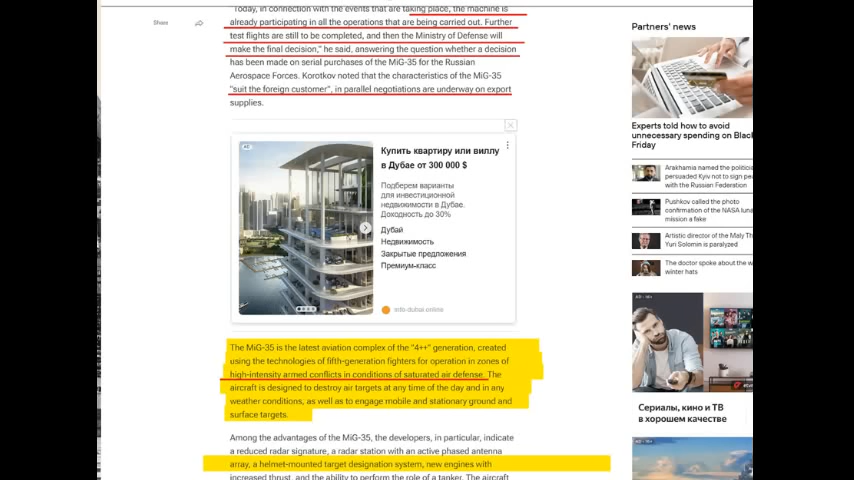 "Today, in connection with the events that are taking place, the machine is
already participating in all the operations that are being carried out. Further
test flights are still to be completed, and then the Ministry of Defense will
make the final decision," he said, answering the question whether a decision
has been made on serial purchases of the MiG-35 for the Russian
Aerospace Forces. Korotkov noted that the characteristics of the MiG-35
"suit the foreign customer", in parallel negotiations are underway on export
supplies.
Share
Купить квартиру или виллу
в Дубае от 300 000 $
Подберем варианты
для инвестиционной
недвижимости в Дубае.
Доходность до 30%
Дубай
Недвижимость
Закрытые предложения
Премиум-класс
info-dubai.online
The MiG-35 is the latest aviation complex of the "4++" generation, created
using the technologies of fifth-generation fighters for operation in zones of
high-intensity armed conflicts in conditions of saturated air defense. The
aircraft is designed to destroy air targets at any time of the day and in any
weather conditions, as well as to engage mobile and stationary ground and
surface targets.
Among the advantages of the MiG-35, the developers, in particular, indicate
a reduced radar signature, a radar station with an active phased antenna
array, a helmet-mounted target designation system, new engines with
increased thrust, and the ability to perform the role of a tanker. The aircraft
Partners' news
Experts told how to avoid
unnecessary spending on Blac
Friday
Arakhamia named the politici
persuaded Kyiv not to sign pe
with the Russian Federation
Pushkov called the photo
confirmation of the NASA luna
mission a fake
Artistic director of the Maly Th
Yuri Solomin is paralyzed
The doctor spoke about the w
winter hats
Сериалы, кино и ТВ
в хорошем качестве